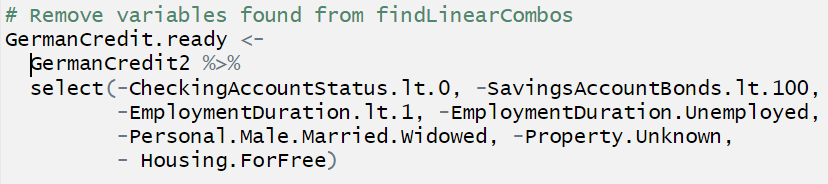 # Remove variables found from findLinearCombos
GermanCredit.ready <-
  GermanCredit2 %>%
  select(-CheckingAccountStatus.lt.0, -SavingsAccountBonds.lt.100,
         -EmploymentDuration.lt.1, -EmploymentDuration.Unemployed,
         -Personal.Male.Married.Widowed, -Property.Unknown,
         - Housing.ForFree)